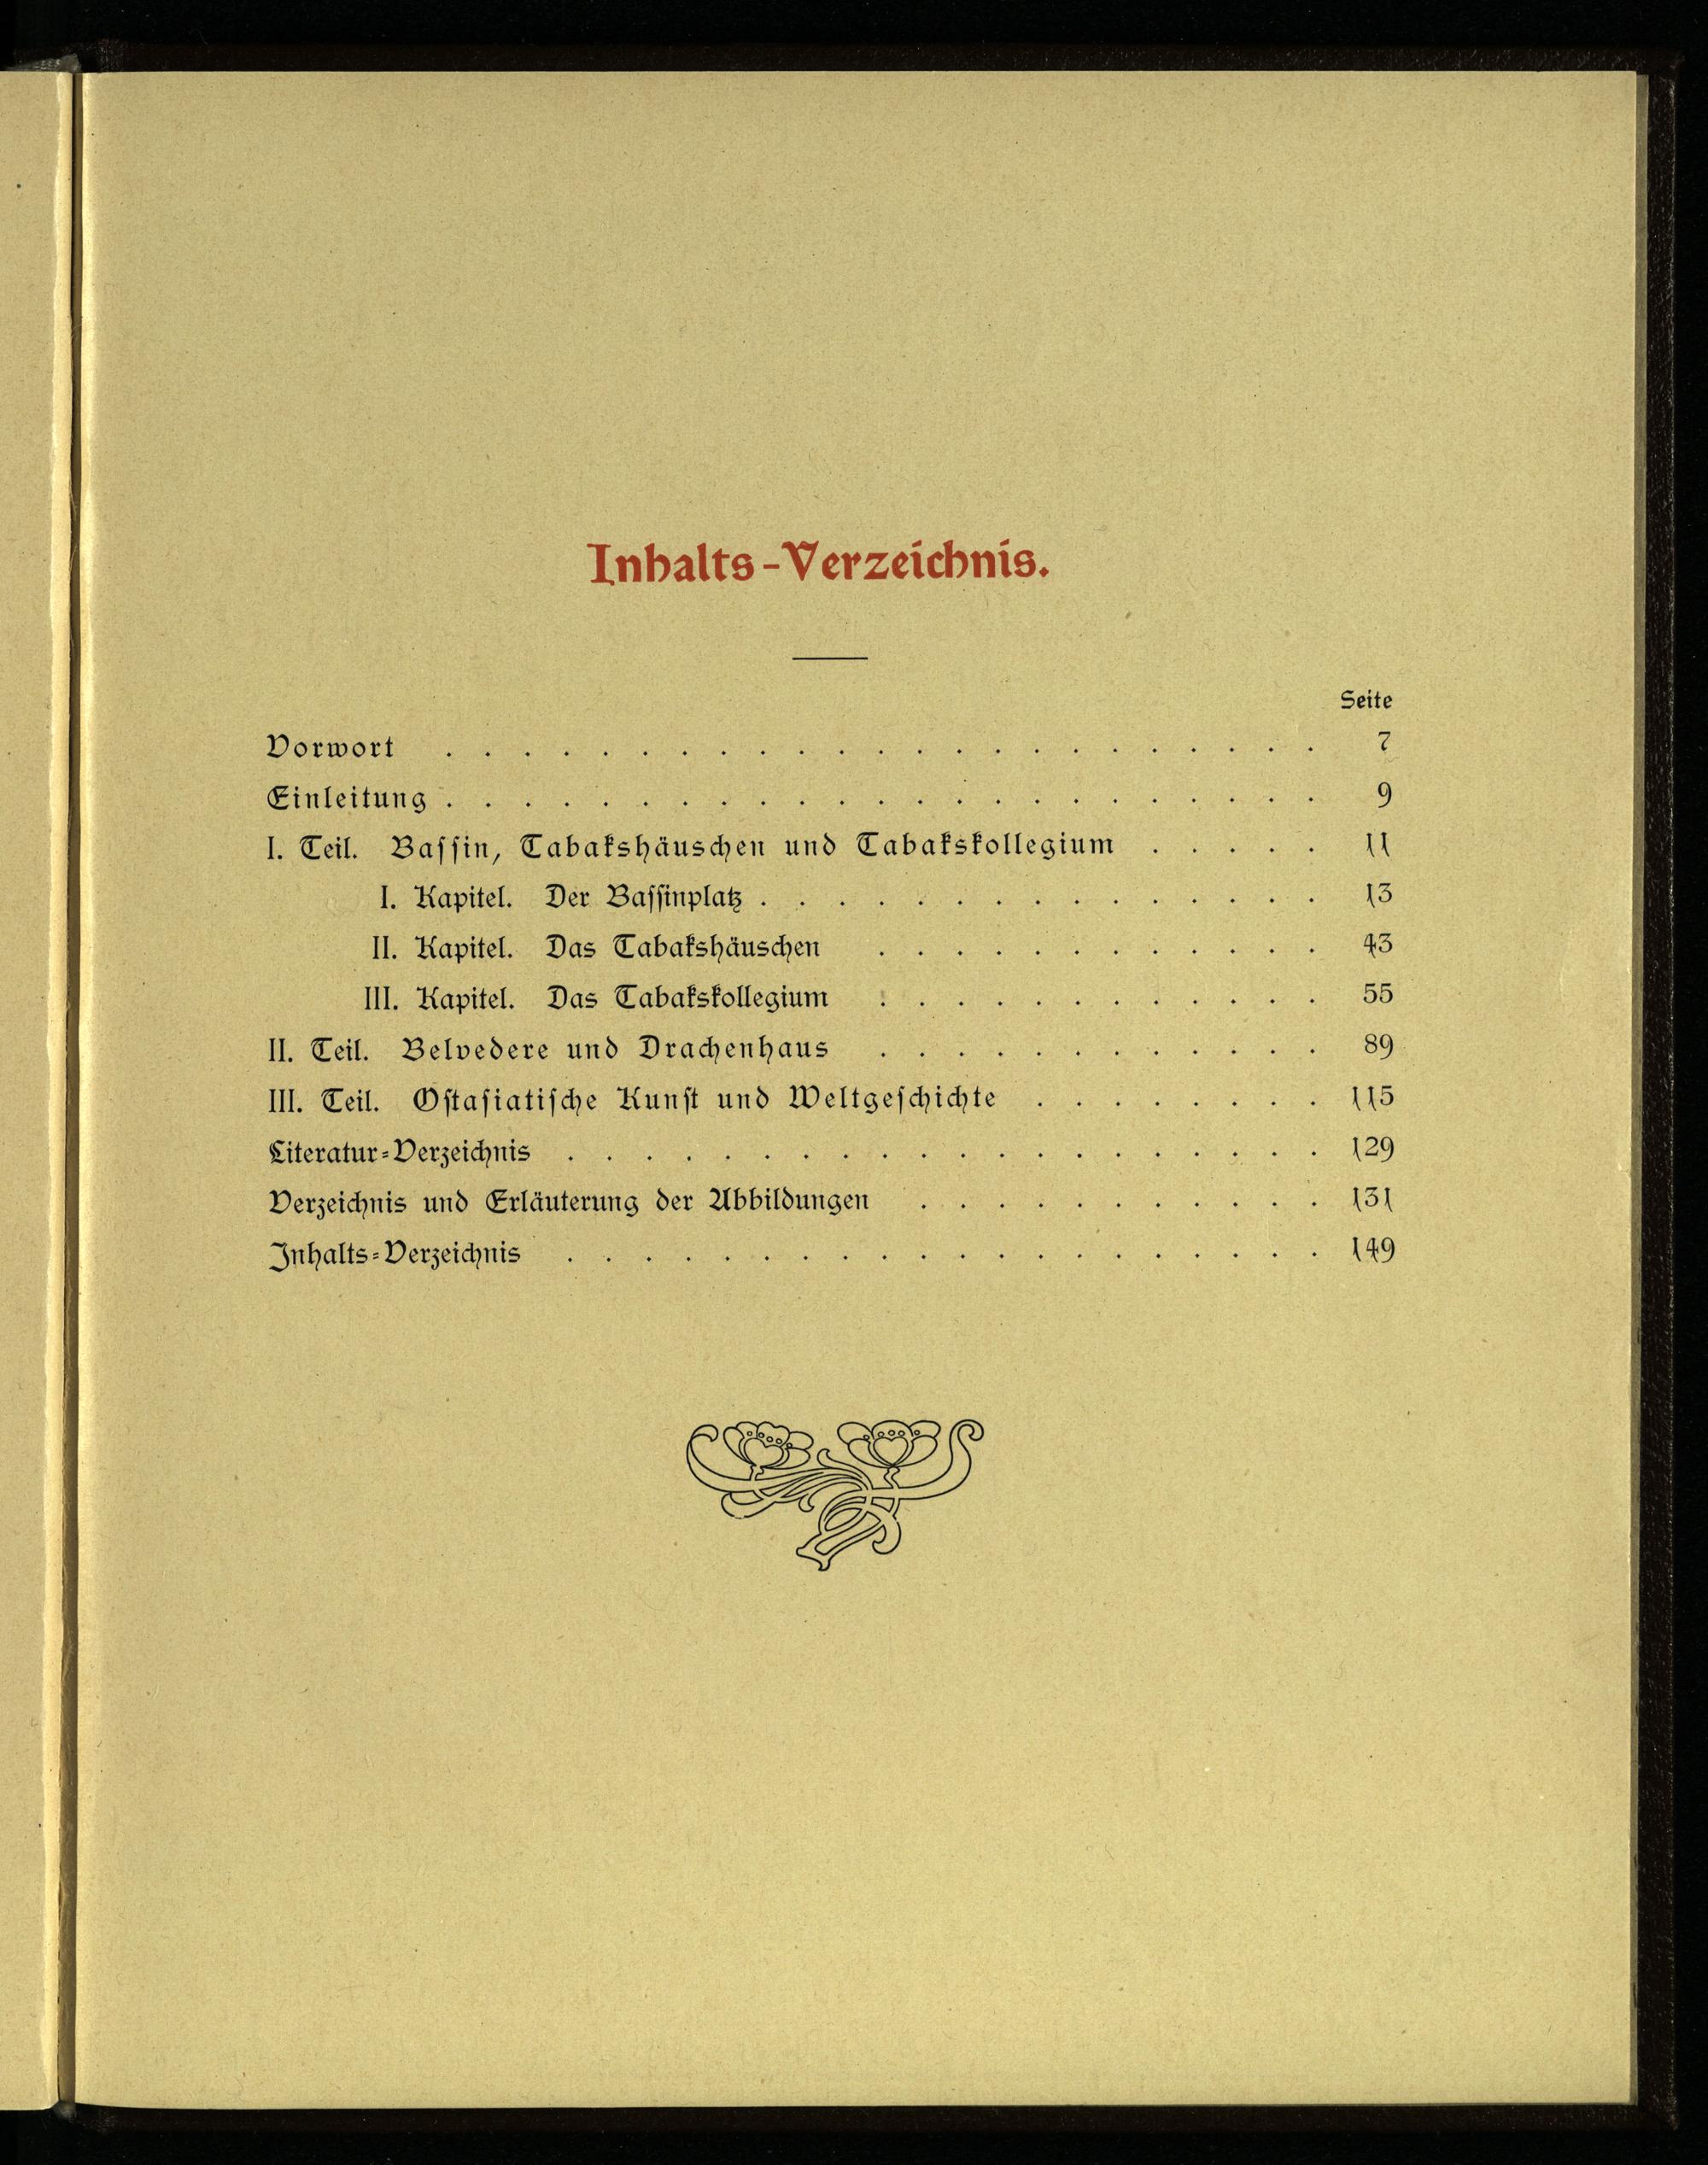 Inhalts-Verzeichnis.
Seite
Vorwort . . . . . . . . . . . . . . . . . . . . . . . 7
Einleitung . . . . . . . . . . . . . . . . . . . . . . . 9
I. Teil. Bassin, Tabakshäuschen und Tabakskollegium . . . . . 11
I. Kapitel. Der Bassinplatz . . . . . . . . . . . . . . . 13
II. Kapitel. Das Tabakshäuschen . . . . . . . . . . . . 43
III. Kapitel. Das Tabakskollegium . . . . . . . . . . . . 55
II. Teil. Belvedere und Drachenhaus . . . . . . . . . . . . 89
III. Teil. Ostasiatische Kunst und Weltgeschichte . . . . . . . . 115
Literatur-Verzeichnis . . . . . . . . . . . . . . . . . . . . 129
Verzeichnis und Erläuterung der Abbildungen . . . . . . . . . . . 131
Inhalts-Verzeichnis . . . . . . . . . . . . . . . . . . . . 149